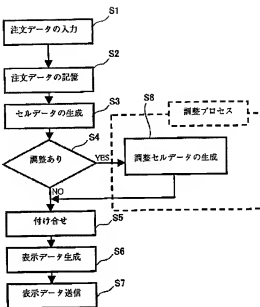 S1
注文データの入力
S2
注文データの記憶
S3
セルデータの生成
S4
調整あり
YES
NO
S8
調整プロセス
調整セルデータの生成
S5
付け合せ
S6
表示データ生成
S7
表示データ送信